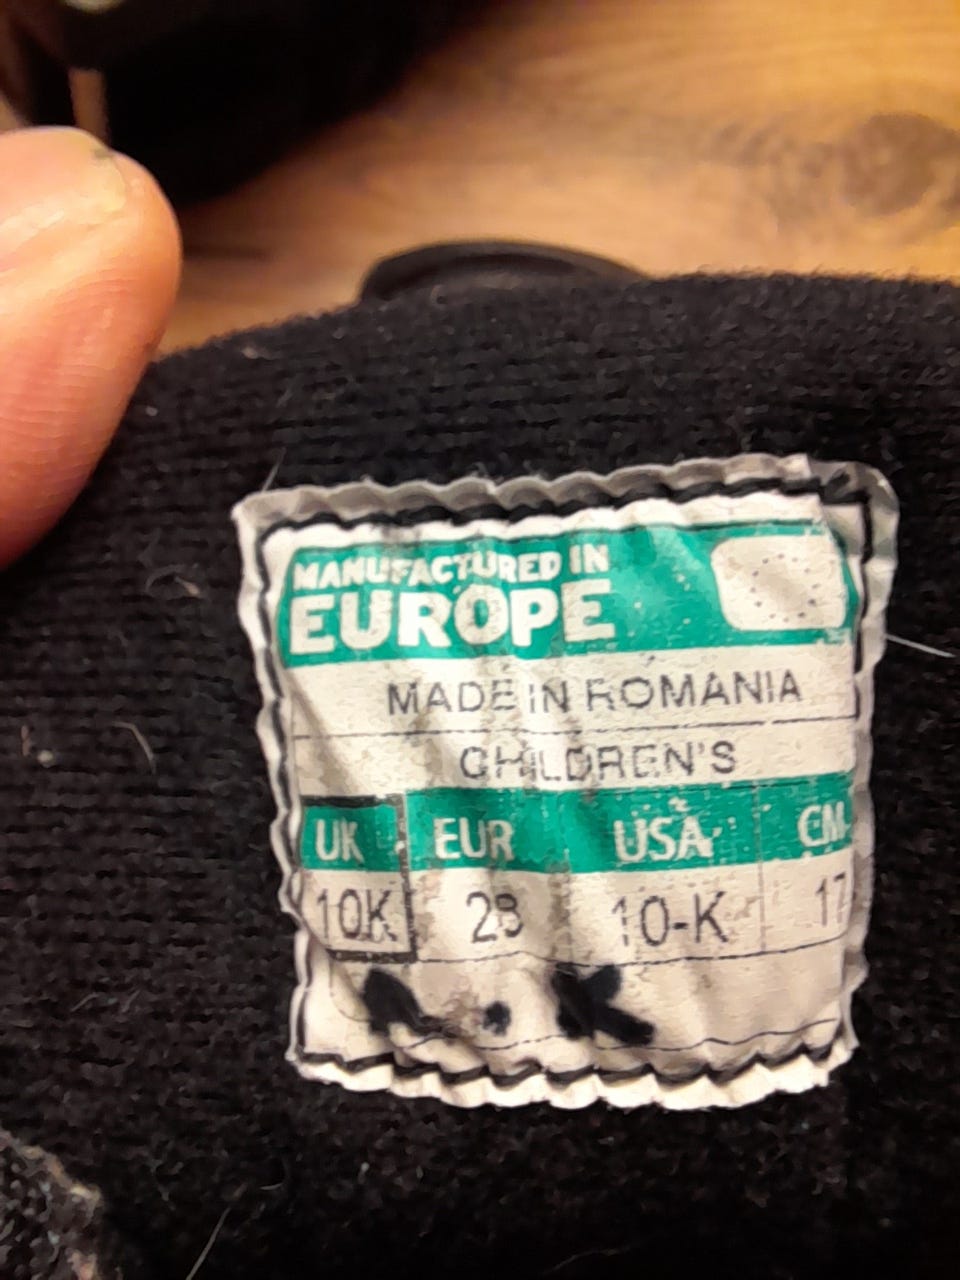 MANUFACTURED IN
EUROPE
MADE IN ROMANIA
CHILDREN'S
UK EUR USA CM
10K 28 10-K 17